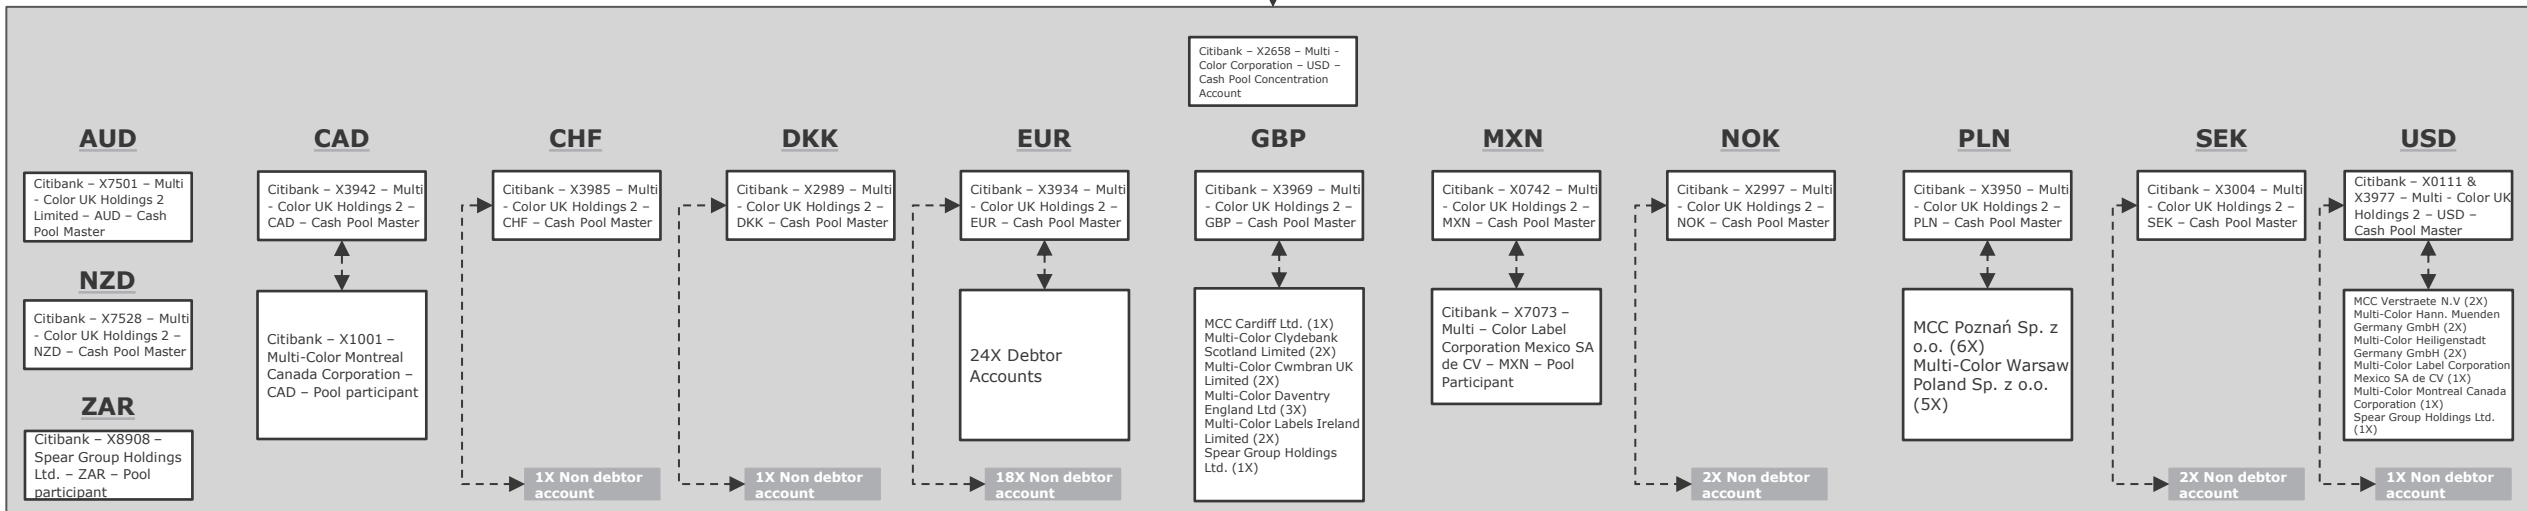 Citibank – X2658 – Multi -
Color Corporation – USD –
Cash Pool Concentration
Account
AUD
Citibank – X7501 – Multi
- Color UK Holdings 2
Limited – AUD – Cash
Pool Master
NZD
Citibank – X7528 – Multi
- Color UK Holdings 2 –
NZD – Cash Pool Master
ZAR
Citibank – X8908 –
Spear Group Holdings
Ltd. – ZAR – Pool
participant
CAD
Citibank – X3942 – Multi
- Color UK Holdings 2 –
CAD – Cash Pool Master
Citibank – X1001 –
Multi-Color Montreal
Canada Corporation –
CAD – Pool participant
CHF
Citibank – X3985 – Multi
- Color UK Holdings 2 –
CHF – Cash Pool Master
1X Non debtor
account
DKK
Citibank – X2989 – Multi
- Color UK Holdings 2 –
DKK – Cash Pool Master
1X Non debtor
account
EUR
Citibank – X3934 – Multi
- Color UK Holdings 2 –
EUR – Cash Pool Master
24X Debtor
Accounts
18X Non debtor
account
GBP
Citibank – X3969 – Multi
- Color UK Holdings 2 –
GBP – Cash Pool Master
MCC Cardiff Ltd. (1X)
Multi-Color Clydebank
Scotland Limited (2X)
Multi-Color Cwmbran UK
Limited (2X)
Multi-Color Daventry
England Ltd (3X)
Multi-Color Labels Ireland
Limited (2X)
Spear Group Holdings
Ltd. (1X)
MXN
Citibank – X0742 – Multi
- Color UK Holdings 2 –
MXN – Cash Pool Master
Citibank – X7073 –
Multi – Color Label
Corporation Mexico SA
de CV – MXN – Pool
Participant
NOK
Citibank – X2997 – Multi
- Color UK Holdings 2 –
NOK – Cash Pool Master
2X Non debtor
account
PLN
Citibank – X3950 – Multi
- Color UK Holdings 2 –
PLN – Cash Pool Master
MCC Poznań Sp. z
o.o. (6X)
Multi-Color Warsaw
Poland Sp. z o.o.
(5X)
SEK
Citibank – X3004 – Multi
- Color UK Holdings 2 –
SEK – Cash Pool Master
2X Non debtor
account
USD
Citibank – X0111 &
X3977 – Multi - Color UK
Holdings 2 – USD –
Cash Pool Master
MCC Verstraete N.V (2X)
Multi-Color Hann. Muenden
Germany GmbH (2X)
Multi-Color Heiligenstadt
Germany GmbH (2X)
Multi-Color Label Corporation
Mexico SA de CV (1X)
Multi-Color Montreal Canada
Corporation (1X)
Spear Group Holdings Ltd.
(1X)
1X Non debtor
account